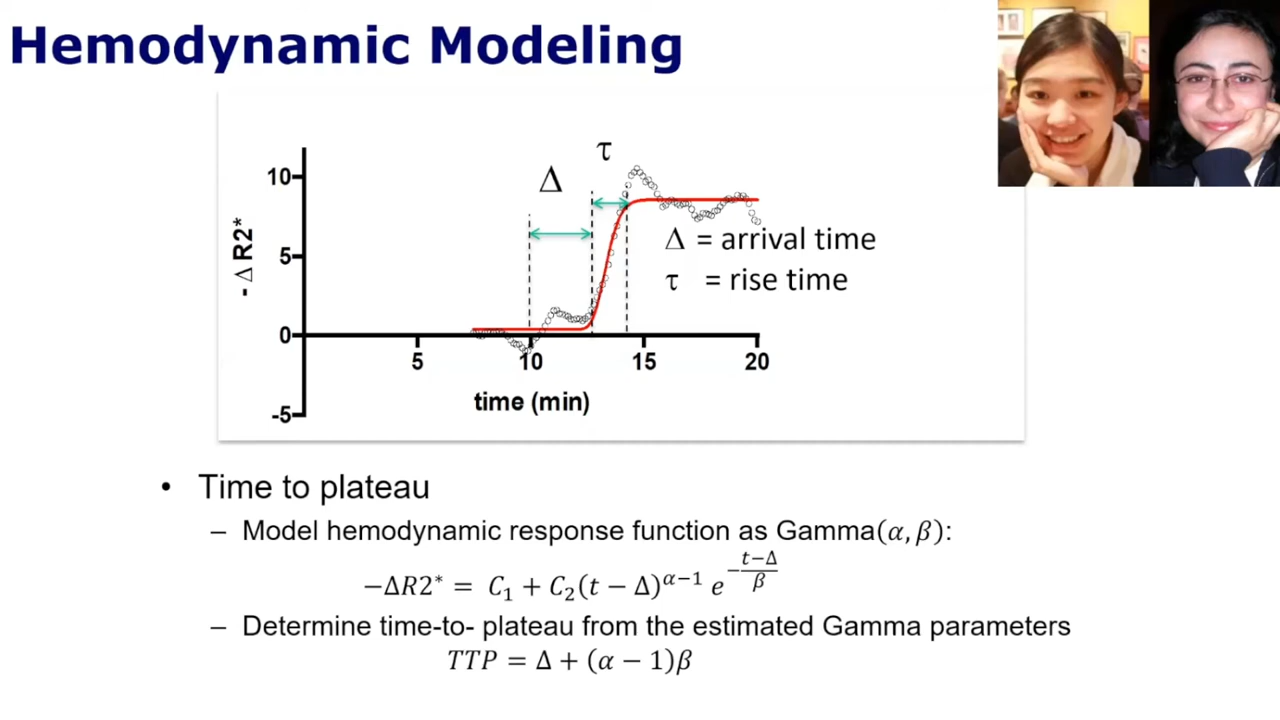 Hemodynamic Modeling
τ
Δ
10
5
0
-5
- Δ R2*
5 10 15 20
time (min)
Δ = arrival time
τ = rise time
• Time to plateau
– Model hemodynamic response function as Gamma(α, β):
−ΔR2* = C₁ + C₂(t − Δ)^{α−1} e^{−\frac{t−Δ}{β}}
– Determine time-to- plateau from the estimated Gamma parameters
TTP = Δ + (α − 1)β